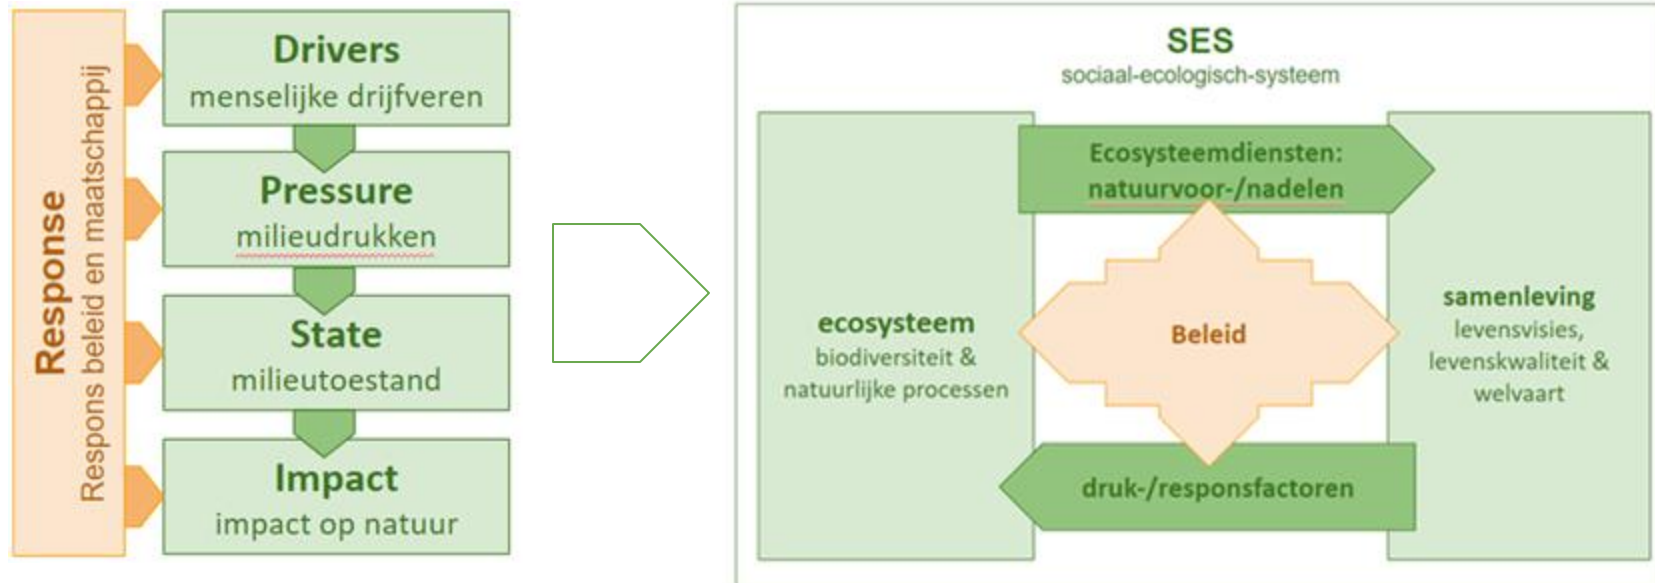 Response
Respons beleid en maatschappij
Drivers
menselijke drijfveren
Pressure
milieudrukken
State
milieutoestand
Impact
impact op natuur
SES
sociaal-ecologisch-systeem
Ecosysteemdiensten:
natuurvoor-/nadelen
ecosysteem
biodiversiteit &
natuurlijke processen
Beleid
samenleving
levensvisies,
levenskwaliteit &
welvaart
druk-/responsfactoren